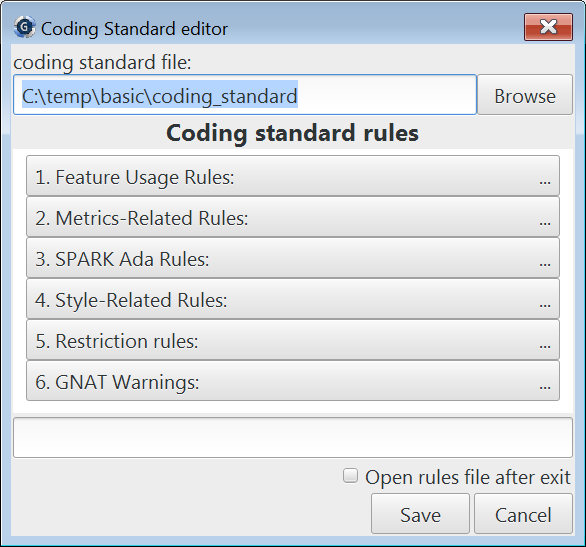 Coding Standard editor
coding standard file:
C:\temp\basic\coding_standard Browse
Coding standard rules
1. Feature Usage Rules: ...
2. Metrics-Related Rules: ...
3. SPARK Ada Rules: ...
4. Style-Related Rules: ...
5. Restriction rules: ...
6. GNAT Warnings: ...
Open rules file after exit
Save Cancel